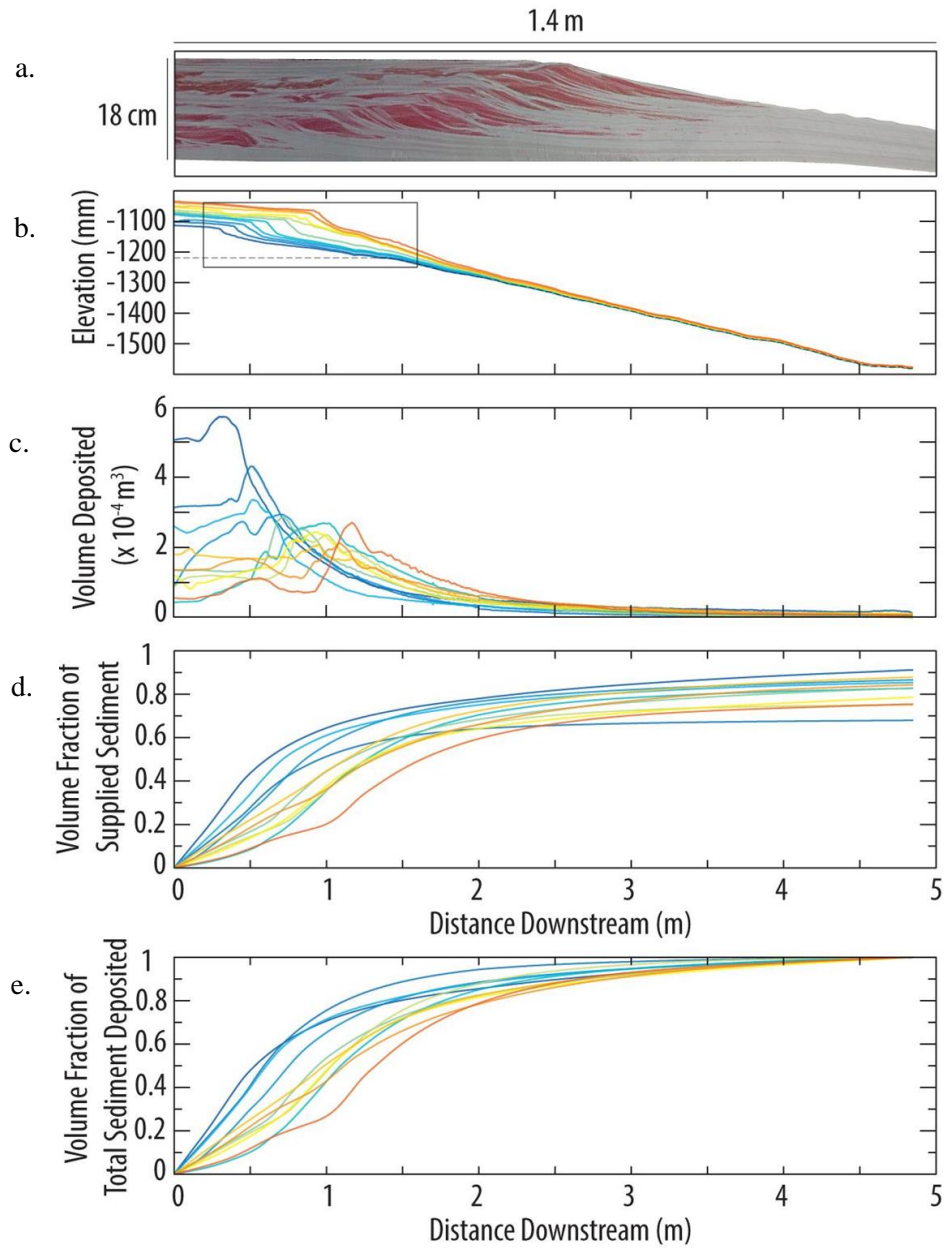 1.4 m
a.
18 cm
b.
Elevation (mm)
-1100
-1200
-1300
-1400
-1500
c.
Volume Deposited
(x 10⁻⁴ m³)
6
4
2
0
d.
Volume Fraction of
Supplied Sediment
1
0.8
0.6
0.4
0.2
0
0 1 2 3 4 5
Distance Downstream (m)
e.
Volume Fraction of
Total Sediment Deposited
1
0.8
0.6
0.4
0.2
0
0 1 2 3 4 5
Distance Downstream (m)